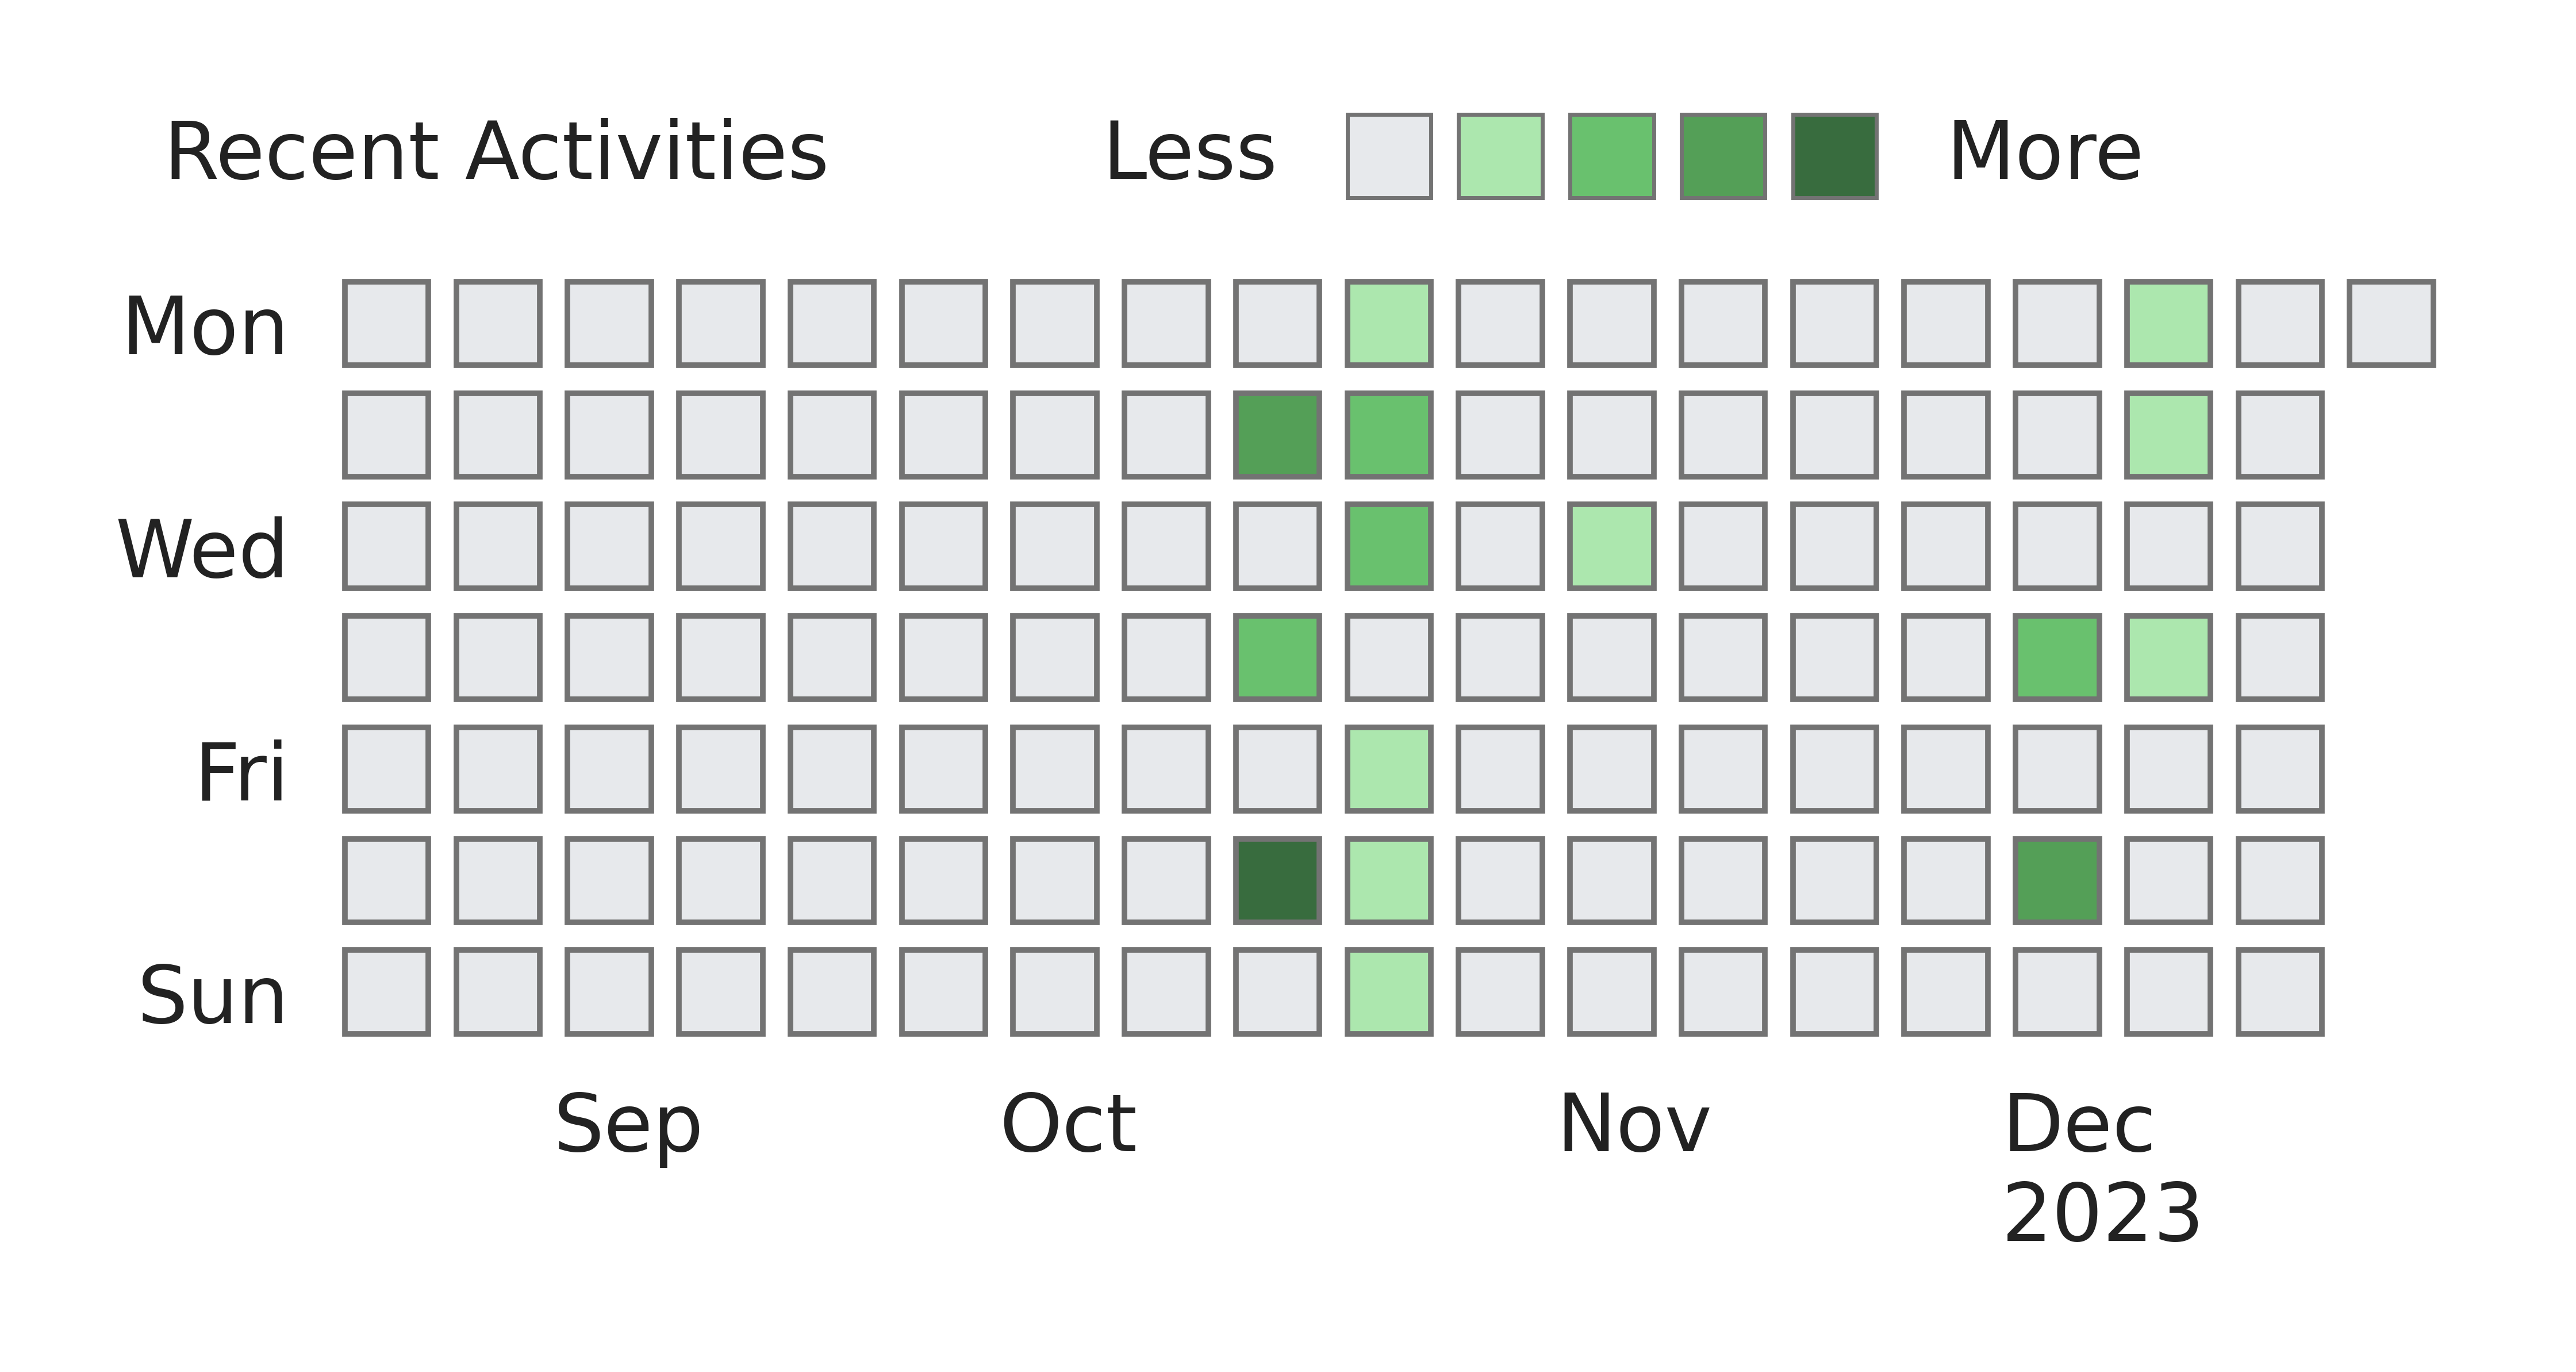 Recent Activities
Less
More
Mon
Wed
Fri
Sun
Sep
Oct
Nov
Dec
2023